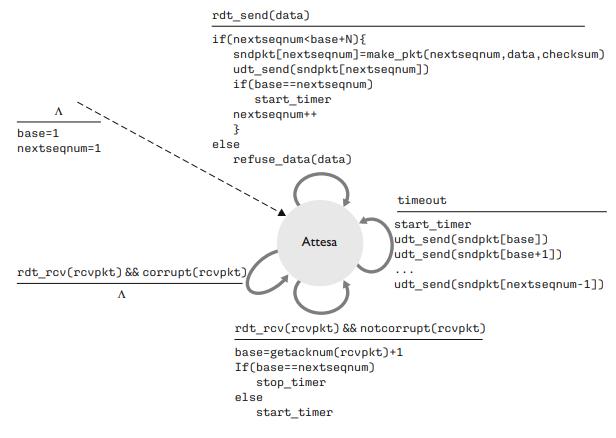 rdt_send(data)
if(nextseqnum<base+N){
sndpkt[nextseqnum]=make_pkt(nextseqnum,data,checksum)
udt_send(sndpkt[nextseqnum])
if(base==nextseqnum)
start_timer
nextseqnum++
}
else
refuse_data(data)
Λ
base=1
nextseqnum=1
Attesa
timeout
start_timer
udt_send(sndpkt[base])
udt_send(sndpkt[base+1])
...
udt_send(sndpkt[nextseqnum-1])
rdt_rcv(rcvpkt) && corrupt(rcvpkt)
Λ
rdt_rcv(rcvpkt) && notcorrupt(rcvpkt)
base=getacknum(rcvpkt)+1
If(base==nextseqnum)
stop_timer
else
start_timer